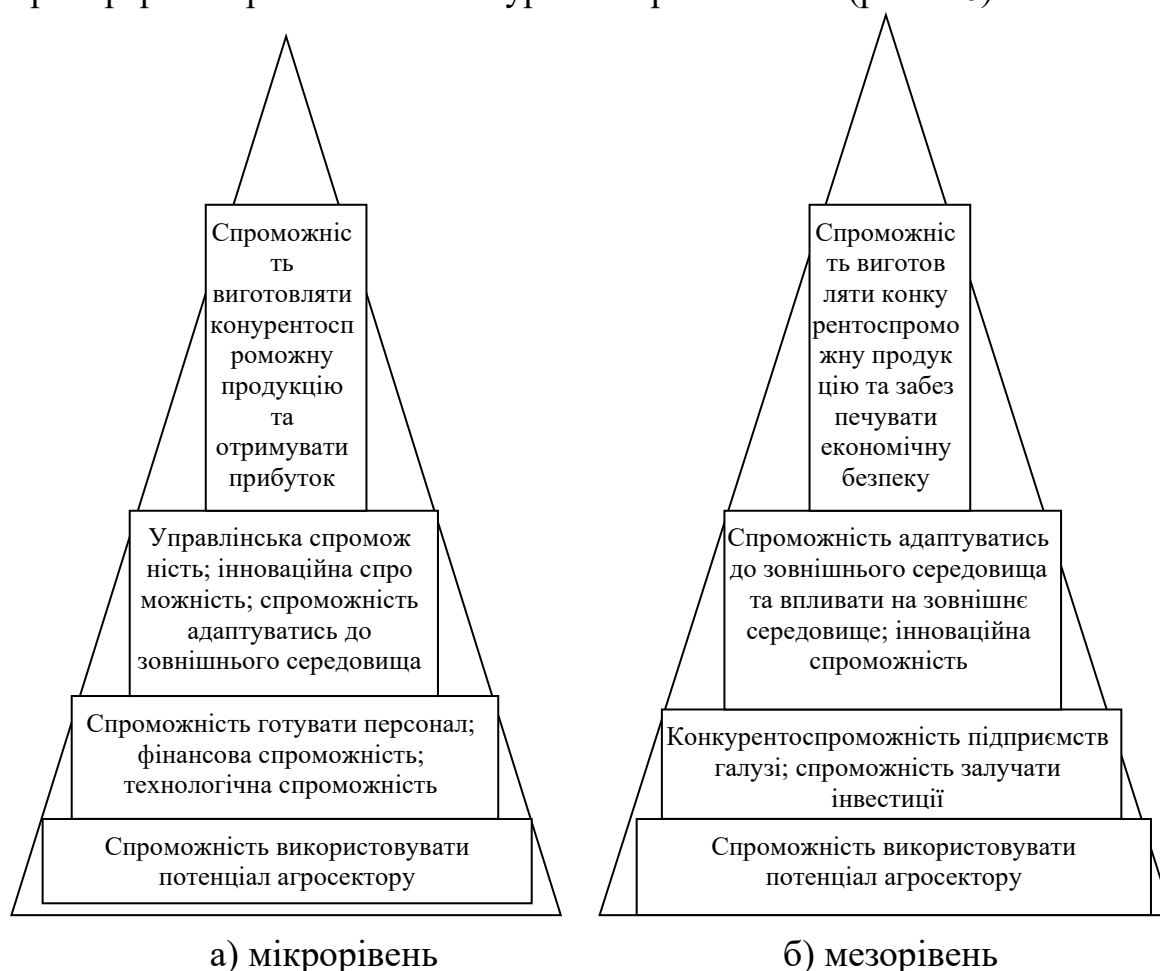 Спроможніс
ть
виготовляти
конурентосп
роможну
продукцію
та
отримувати
прибуток
Управлінська спромож
ність; інноваційна спро
можність; спроможність
адаптуватись до
зовнішнього середовища
Спроможність готувати персонал;
фінансова спроможність;
технологічна спроможність
Спроможність використовувати
потенціал агросектору
а) мікрорівень
Спроможніс
ть виготов
ляти конку
рентоспромо
жну продук
цію та забез
печувати
економічну
безпеку
Спроможність адаптуватись
до зовнішнього середовища
та впливати на зовнішнє
середовище; інноваційна
спроможність
Конкурентоспроможність підприємств
галузі; спроможність залучати
інвестиції
Спроможність використовувати
потенціал агросектору
б) мезорівень